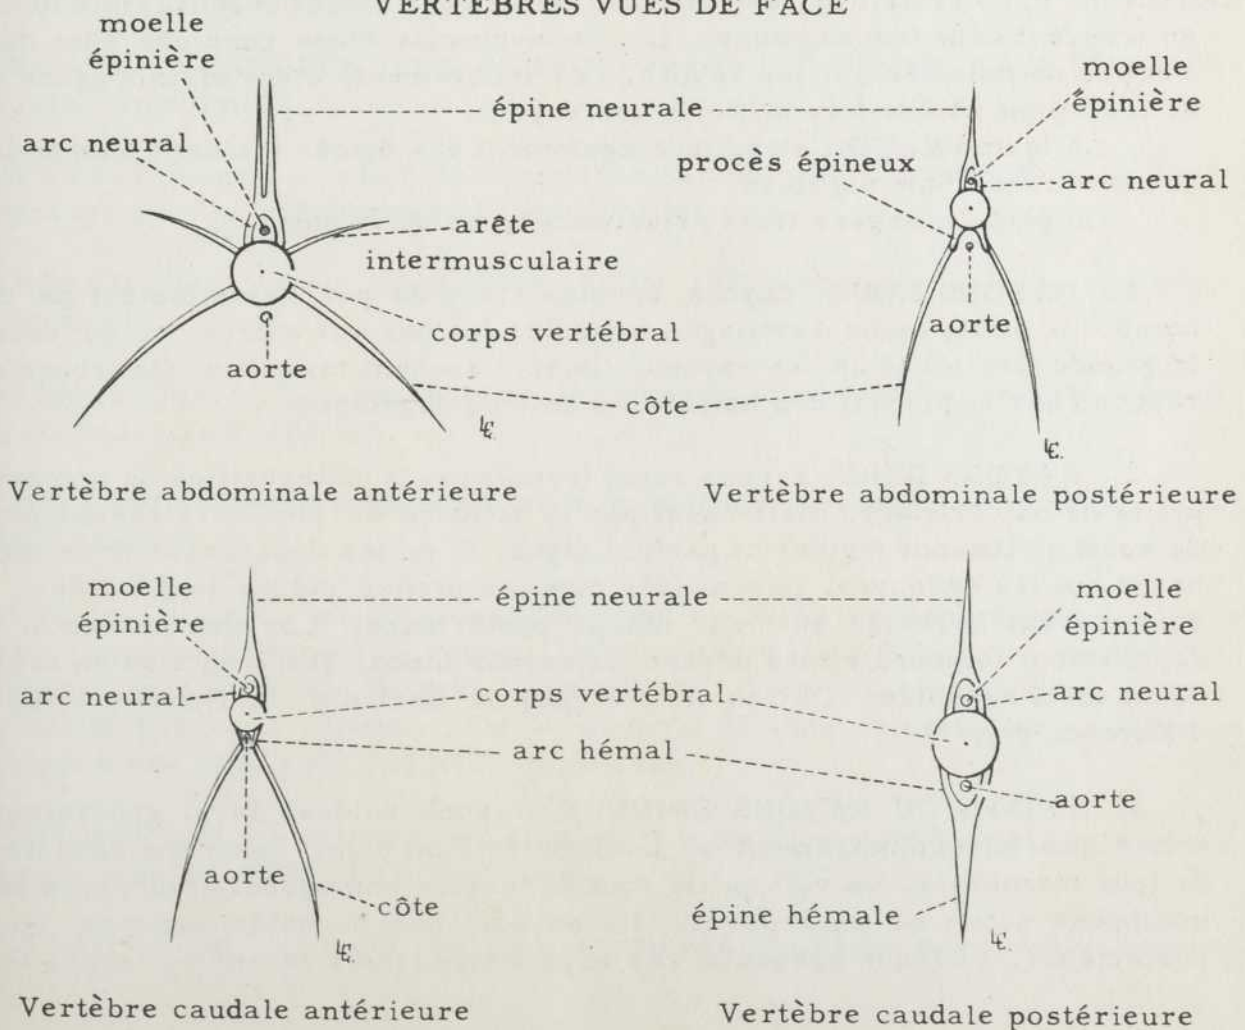 VERTÈBRES VUES DE FACE
moelle
épinière
arc neural
épine neurale
moelle
épinière
procès épineux
arc neural
arête
intermusculaire
corps vertébral
aorte
aorte
côte
Vertèbre abdominale antérieure
Vertèbre abdominale postérieure
moelle
épinière
arc neural
épine neurale
moelle
épinière
corps vertébral
arc neural
arc hémal
aorte
aorte
côte
épine hémale
Vertèbre caudale antérieure
Vertèbre caudale postérieure